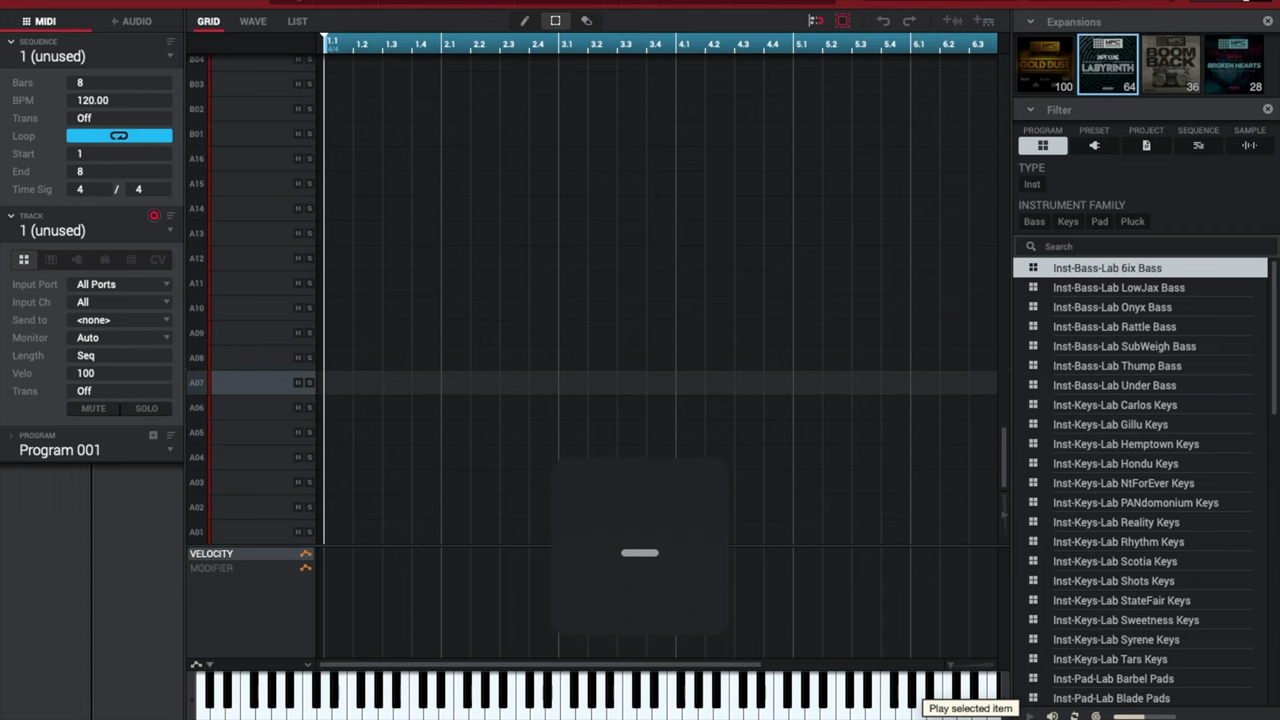 MIDI
+ AUDIO
SEQUENCE
1 (unused)
Bars 8
BPM 120.00
Trans Off
Loop
Start 1
End 8
Time Sig 4 / 4
TRACK
1 (unused)
CV
Input Port All Ports
Input Ch All
Send to <none>
Monitor Auto
Length Seq
Velo 100
Trans Off
MUTE SOLO
PROGRAM
Program 001
GRID WAVE LIST
1.1 1.2 1.3 1.4 2.1 2.2 2.3 2.4 3.1 3.2 3.3 3.4 4.1 4.2 4.3 4.4 5.1 5.2 5.3 5.4 6.1 6.2 6.3
4/4
B04
B03 M S
B02 M S
B01 M S
A16 M S
A15 M S
A14 M S
A13 M S
A12 M S
A11 M S
A10 M S
A09 M S
A08 M S
A07 M S
A06 M S
A05 M S
A04 M S
A03 M S
A02 M S
A01 M S
VELOCITY
MODIFIER
Play selected item
Expansions
GOLD DUST 100
MPC LABYRINTH 64
MPC BOOM BACK 36
MPC BROKEN HEARTS 28
Filter
PROGRAM PRESET PROJECT SEQUENCE SAMPLE
TYPE
Inst
INSTRUMENT FAMILY
Bass Keys Pad Pluck
Search
Inst-Bass-Lab 6ix Bass
Inst-Bass-Lab LowJax Bass
Inst-Bass-Lab Onyx Bass
Inst-Bass-Lab Rattle Bass
Inst-Bass-Lab SubWeigh Bass
Inst-Bass-Lab Thump Bass
Inst-Bass-Lab Under Bass
Inst-Keys-Lab Carlos Keys
Inst-Keys-Lab Gillu Keys
Inst-Keys-Lab Hemptown Keys
Inst-Keys-Lab Hondu Keys
Inst-Keys-Lab NtForEver Keys
Inst-Keys-Lab PANdomonium Keys
Inst-Keys-Lab Reality Keys
Inst-Keys-Lab Rhythm Keys
Inst-Keys-Lab Scotia Keys
Inst-Keys-Lab Shots Keys
Inst-Keys-Lab StateFair Keys
Inst-Keys-Lab Sweetness Keys
Inst-Keys-Lab Syrene Keys
Inst-Keys-Lab Tars Keys
Inst-Pad-Lab Barbel Pads
Inst-Pad-Lab Blade Pads